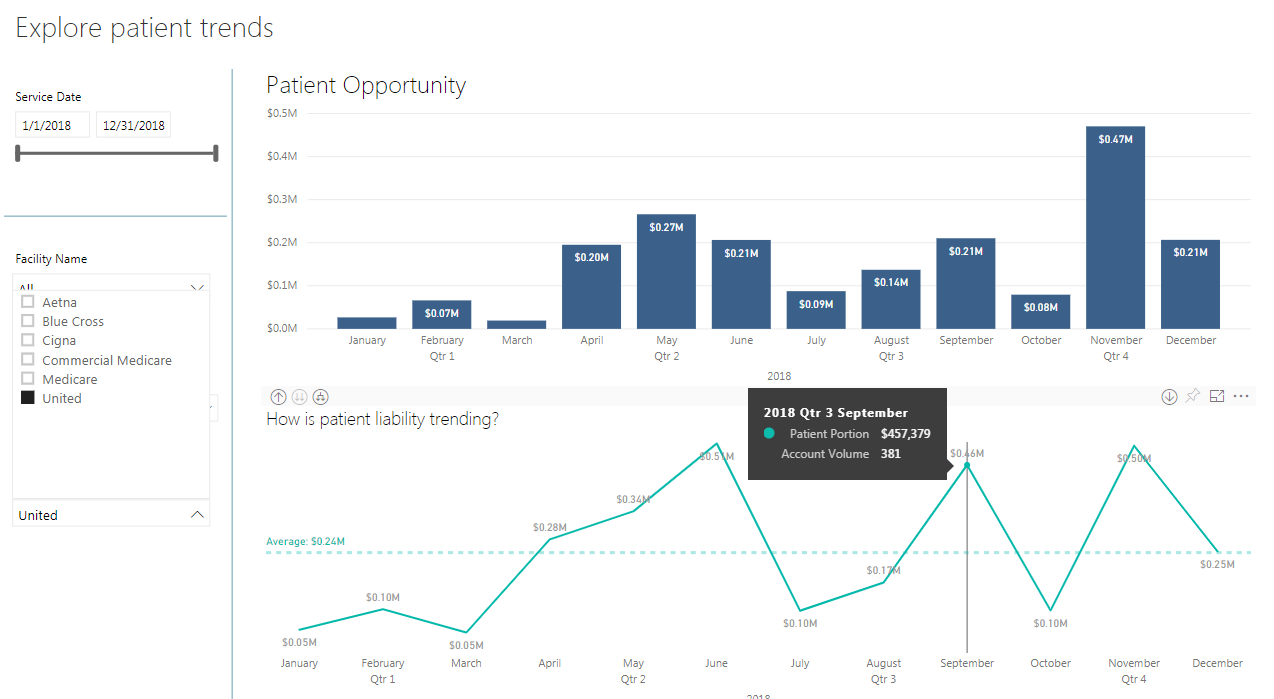 Explore patient trends
Service Date
1/1/2018 12/31/2018
Facility Name
All
Aetna
Blue Cross
Cigna
Commercial Medicare
Medicare
United
United
Patient Opportunity
$0.5M
$0.4M
$0.3M
$0.2M
$0.1M
$0.0M
$0.07M $0.20M $0.27M $0.21M $0.09M $0.14M $0.21M $0.08M $0.47M $0.21M
January February March April May June July August September October November December
Qtr 1 Qtr 2 Qtr 3 Qtr 4
2018
How is patient liability trending?
2018 Qtr 3 September
Patient Portion $457,379
Account Volume 381
Average: $0.24M
$0.05M $0.10M $0.05M $0.28M $0.34M $0.51M $0.10M $0.17M $0.46M $0.10M $0.50M $0.25M
January February March April May June July August September October November December
Qtr 1 Qtr 2 Qtr 3 Qtr 4
2018